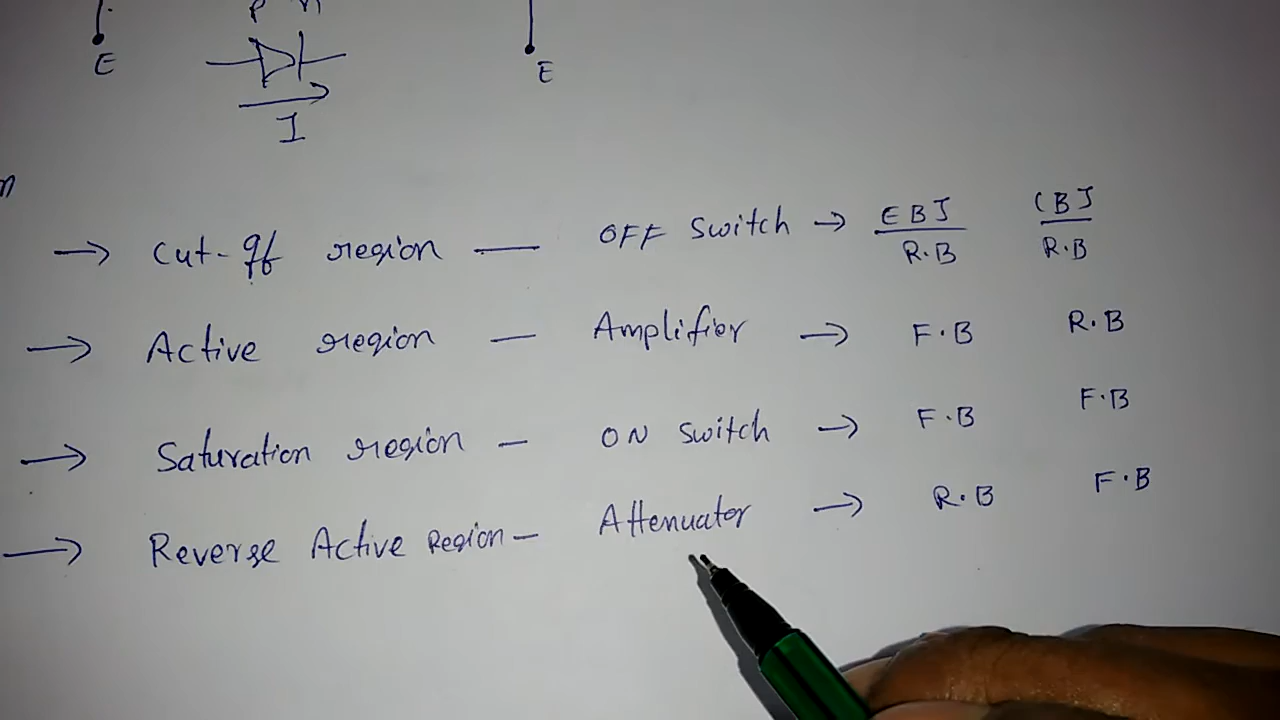 P n
E
E
I
n
→ Cut-off region — OFF switch → EBJ CBJ
R.B R.B
→ Active region — Amplifier → F.B R.B
→ Saturation region — ON switch → F.B F.B
→ Reverse Active Region — Attenuator → R.B F.B